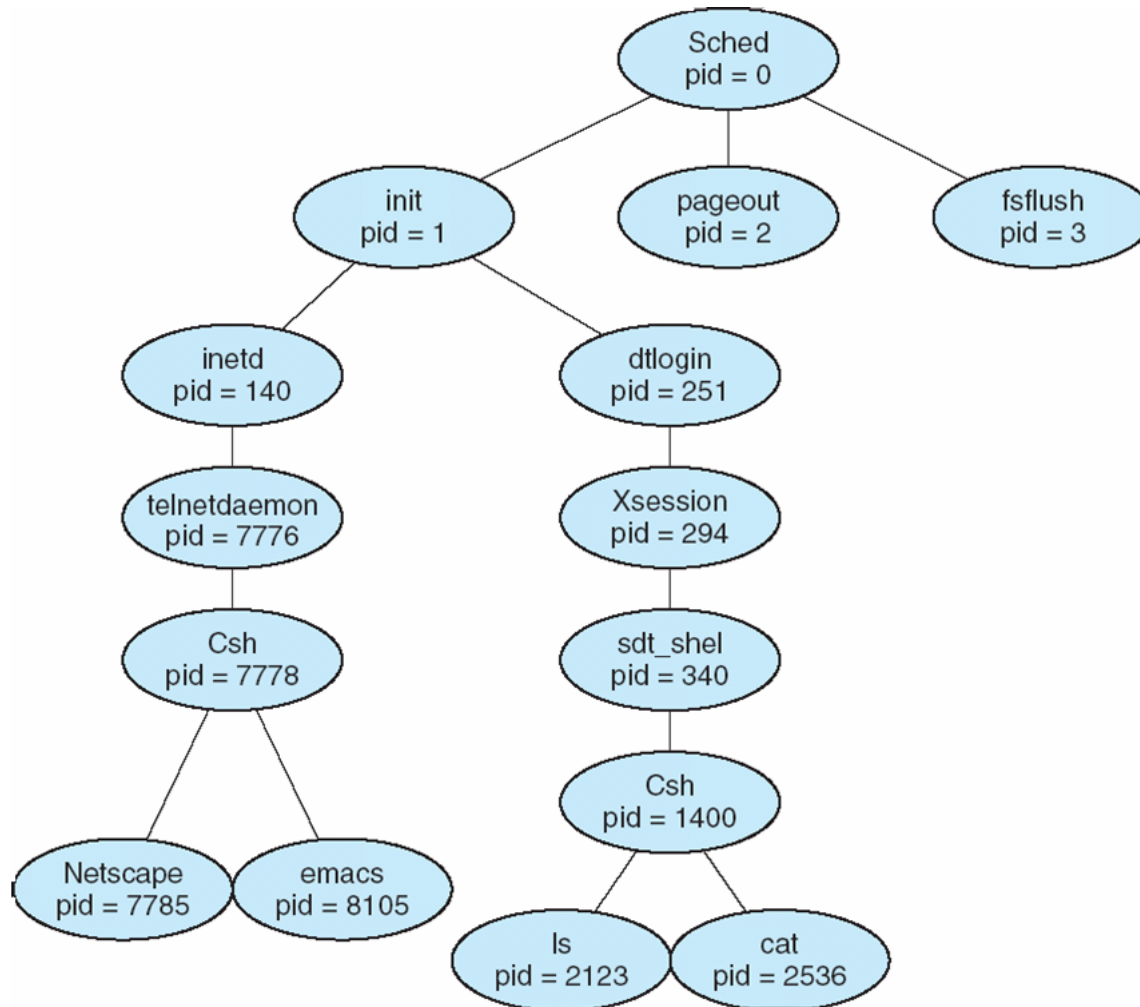 Sched
pid = 0
init
pid = 1
pageout
pid = 2
fsflush
pid = 3
inetd
pid = 140
dtlogin
pid = 251
telnetdaemon
pid = 7776
Xsession
pid = 294
Csh
pid = 7778
sdt_shel
pid = 340
Csh
pid = 1400
Netscape
pid = 7785
emacs
pid = 8105
ls
pid = 2123
cat
pid = 2536